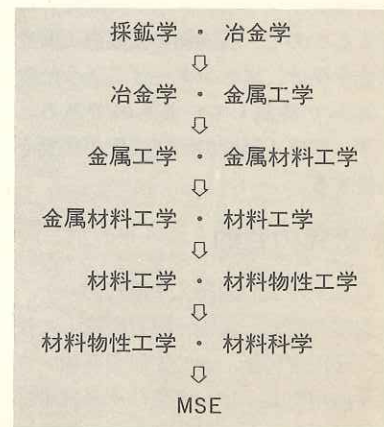 採鉱学・冶金学
⇩
冶金学・金属工学
⇩
金属工学・金属材料工学
⇩
金属材料工学・材料工学
⇩
材料工学・材料物性工学
⇩
材料物性工学・材料科学
⇩
MSE